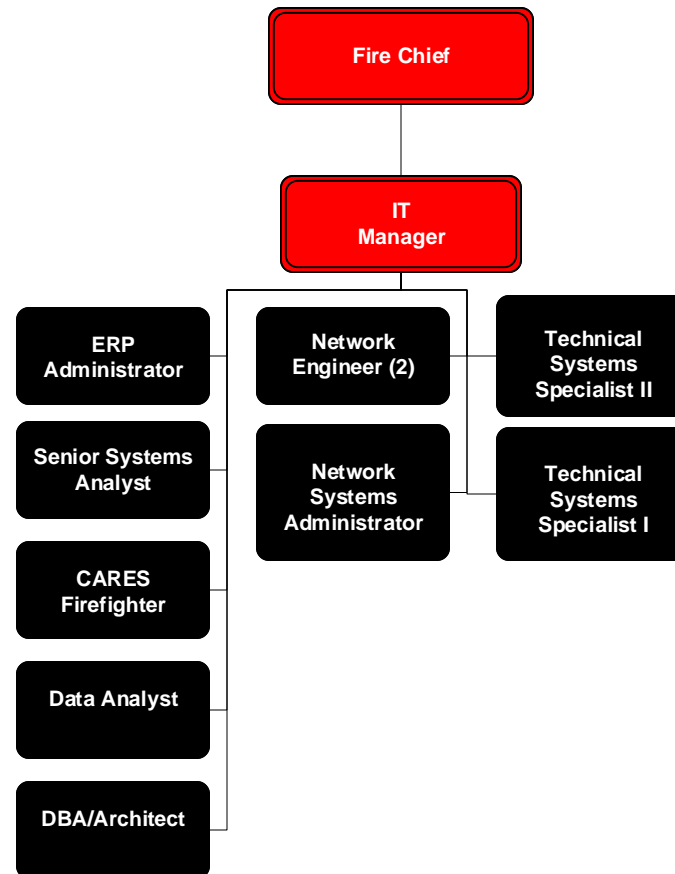 Fire Chief
IT
Manager
ERP
Administrator
Network
Engineer (2)
Technical
Systems
Specialist II
Senior Systems
Analyst
Network
Systems
Administrator
Technical
Systems
Specialist I
CARES
Firefighter
Data Analyst
DBA/Architect